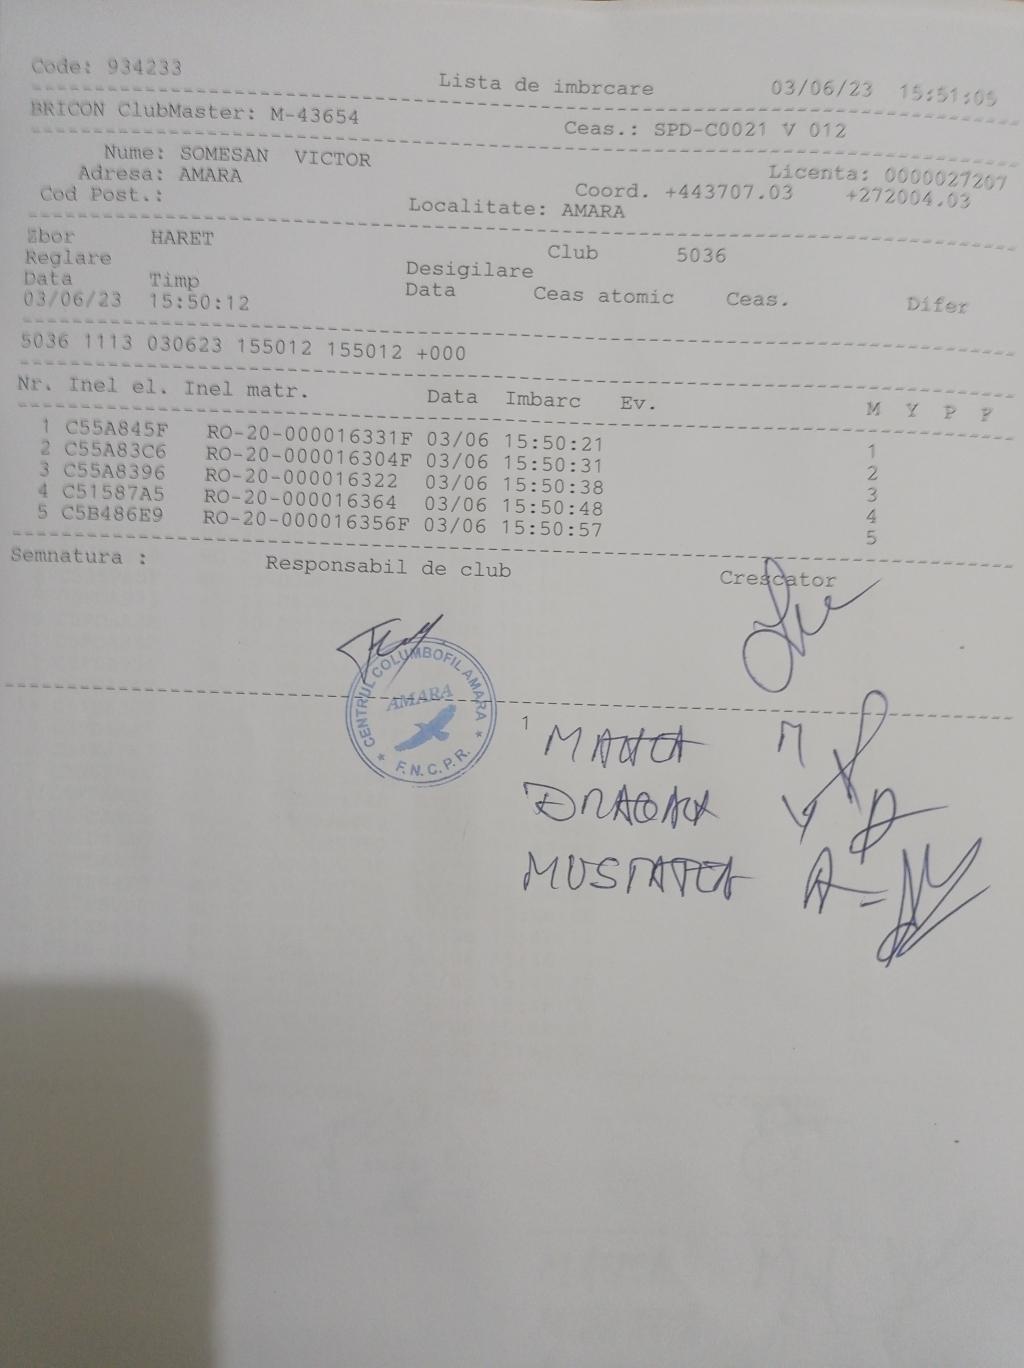 Code: 934233 Lista de imbrcare 03/06/23 15:51:05
BRICON ClubMaster: M-43654 Ceas.: SPD-C0021 V 012
Nume: SOMESAN VICTOR Licenta: 0000027207
Adresa: AMARA Coord. +443707.03 +272004.03
Cod Post.: Localitate: AMARA
Zbor HARET Club 5036
Reglare Desigilare
Data Timp Data Ceas atomic Ceas. Difer
03/06/23 15:50:12
5036 1113 030623 155012 155012 +000
Nr. Inel el. Inel matr. Data Imbarc Ev. M Y P F
1 C55A845F RO-20-000016331F 03/06 15:50:21 1
2 C55A83C6 RO-20-000016304F 03/06 15:50:31 2
3 C55A8396 RO-20-000016322 03/06 15:50:38 3
4 C51587A5 RO-20-000016364 03/06 15:50:48 4
5 C5B486E9 RO-20-000016356F 03/06 15:50:57 5
Semnatura : Responsabil de club Crescator
CENTRUL COLUMBOFIL AMARA
AMARA
F.N.C.P.R.
1